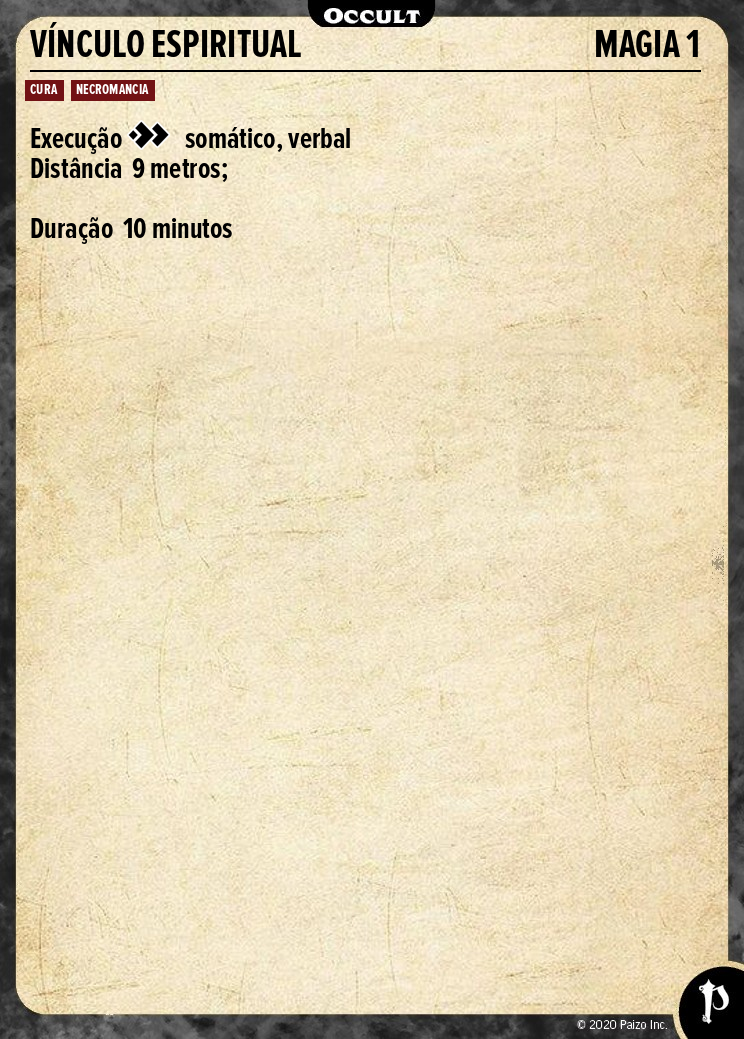 OCCULT
VÍNCULO ESPIRITUAL MAGIA 1
CURA NECROMANCIA
Execução somático, verbal
Distância 9 metros;
Duração 10 minutos
© 2020 Paizo Inc.